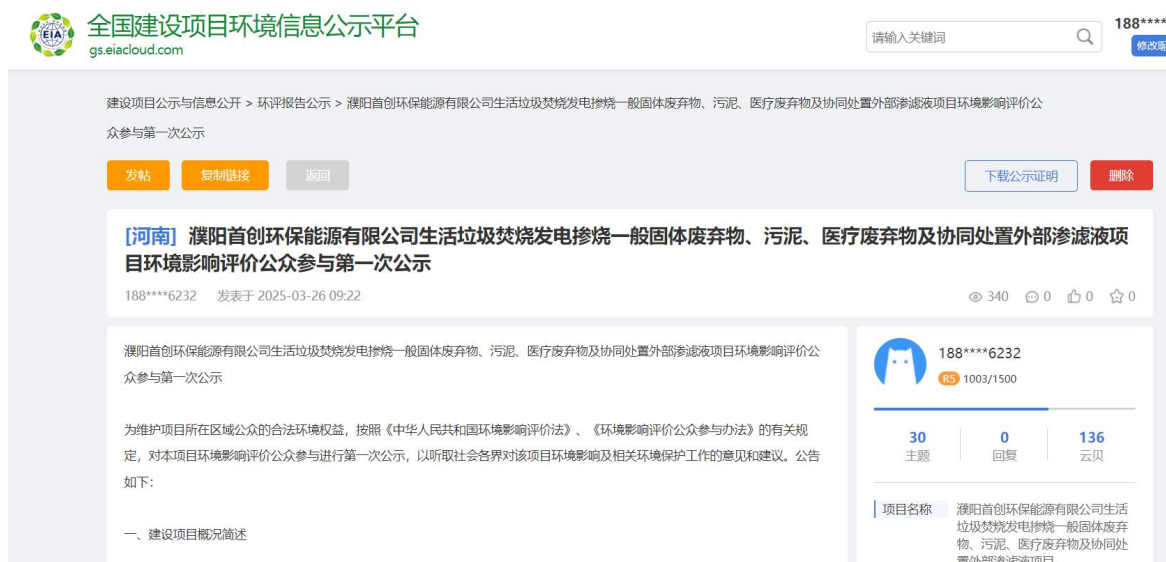 EIA
全国建设项目环境信息公示平台
gs.eiacloud.com
请输入关键词
188****
建设项目公示与信息公开 > 环评报告公示 > 濮阳首创环保能源有限公司生活垃圾焚烧发电掺烧一般固体废弃物、污泥、医疗废弃物及协同处置外部渗滤液项目环境影响评价公
众参与第一次公示
发帖
复制链接
返回
下载公示证明
删除
[河南] 濮阳首创环保能源有限公司生活垃圾焚烧发电掺烧一般固体废弃物、污泥、医疗废弃物及协同处置外部渗滤液项
目环境影响评价公众参与第一次公示
188****6232 发表于 2025-03-26 09:22
340 0 0 0
濮阳首创环保能源有限公司生活垃圾焚烧发电掺烧一般固体废弃物、污泥、医疗废弃物及协同处置外部渗滤液项目环境影响评价公
众参与第一次公示
为维护项目所在区域公众的合法环境权益，按照《中华人民共和国环境影响评价法》、《环境影响评价公众参与办法》的有关规
定，对本项目环境影响评价公众参与进行第一次公示，以听取社会各界对该项目环境影响及相关环境保护工作的意见和建议。公告
如下：
一、建设项目概况简述
188****6232
R5 1003/1500
30 0 136
主题 回复 云贝
项目名称 濮阳首创环保能源有限公司生活
垃圾焚烧发电掺烧一般固体废弃
物、污泥、医疗废弃物及协同处
置外部渗滤液项目